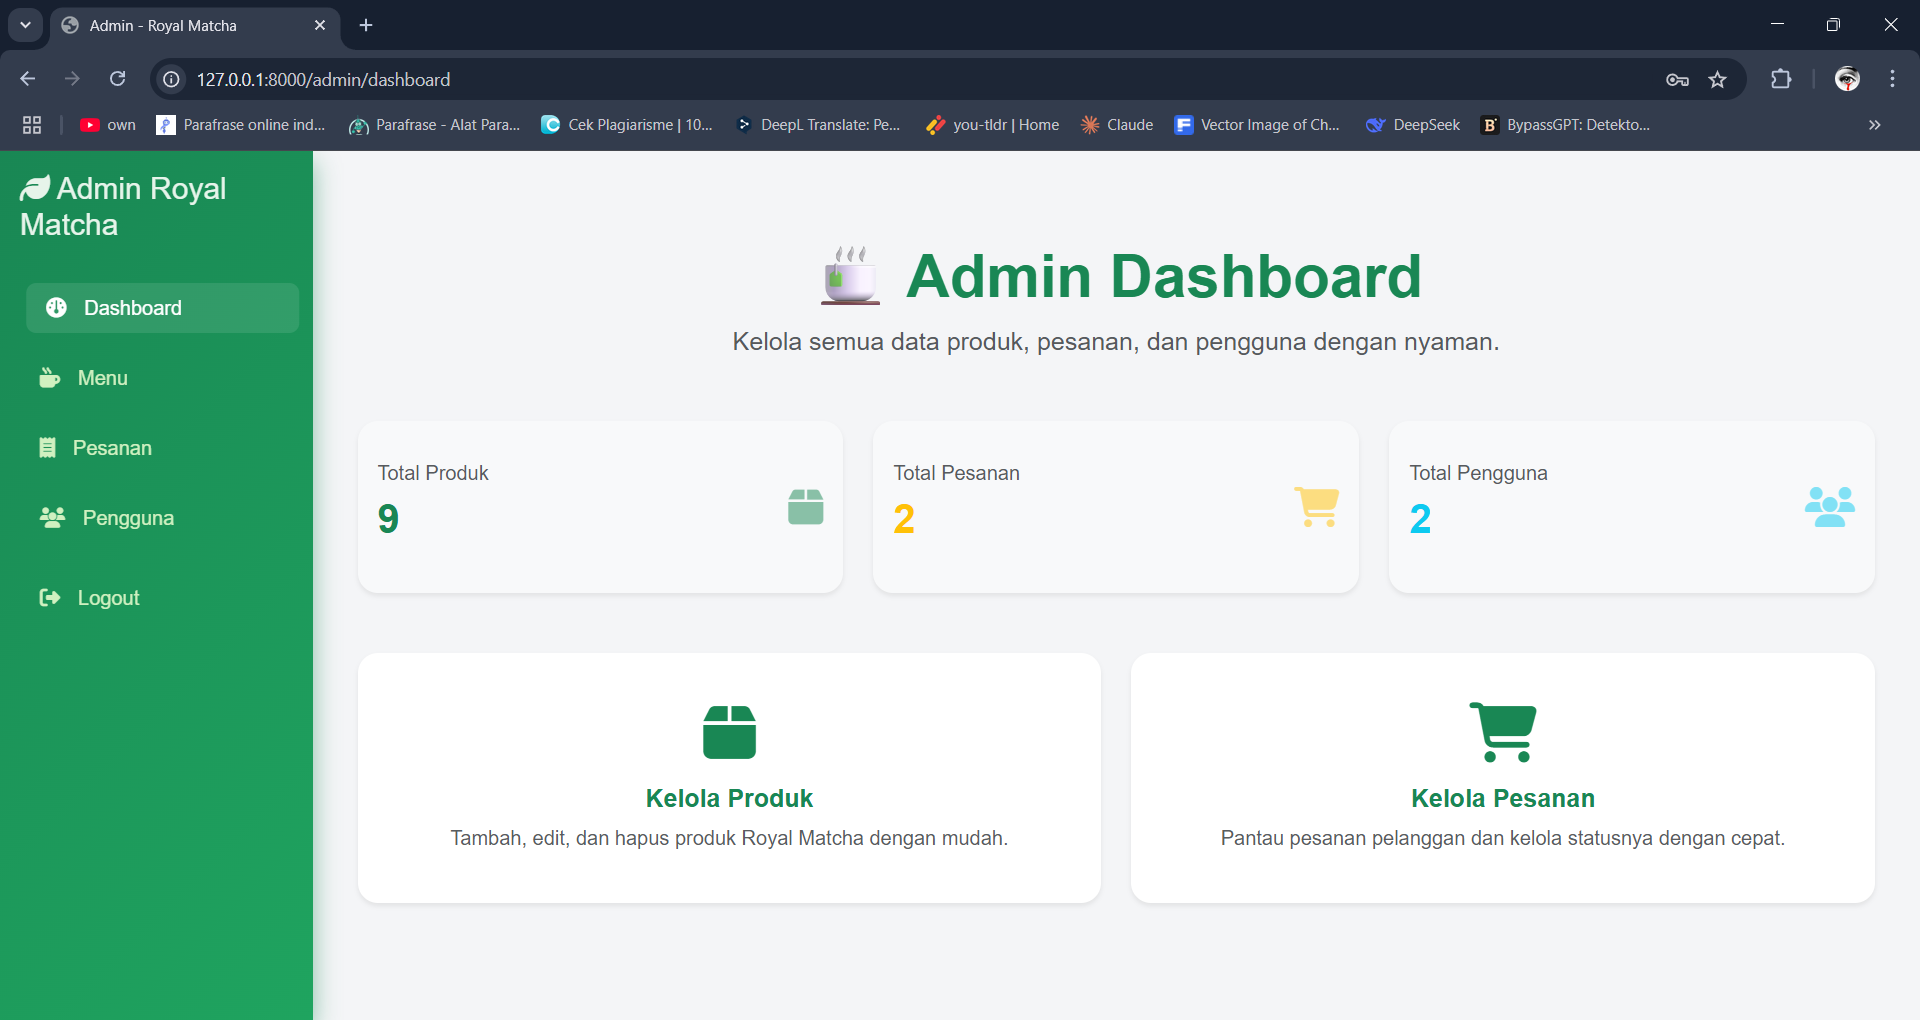 Admin - Royal Matcha
127.0.0.1:8000/admin/dashboard
own
Parafrase online ind...
Parafrase - Alat Para...
Cek Plagiarisme | 10...
DeepL Translate: Pe...
you-tldr | Home
Claude
Vector Image of Ch...
DeepSeek
BypassGPT: Detekto...
Admin Royal
Matcha
Dashboard
Menu
Pesanan
Pengguna
Logout
Admin Dashboard
Kelola semua data produk, pesanan, dan pengguna dengan nyaman.
Total Produk
9
Total Pesanan
2
Total Pengguna
2
Kelola Produk
Tambah, edit, dan hapus produk Royal Matcha dengan mudah.
Kelola Pesanan
Pantau pesanan pelanggan dan kelola statusnya dengan cepat.